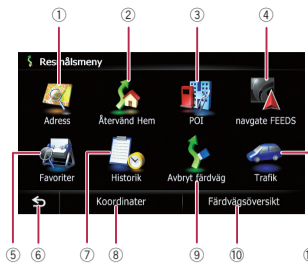 ① ② ③ ④
Resmålsmeny
Adress Återvänd Hem POI navgate FEEDS
Favoriter Historik Avbryt färdväg Trafik
Koordinater Färdvägsöversikt
⑤ ⑥ ⑦ ⑧ ⑨ ⑩